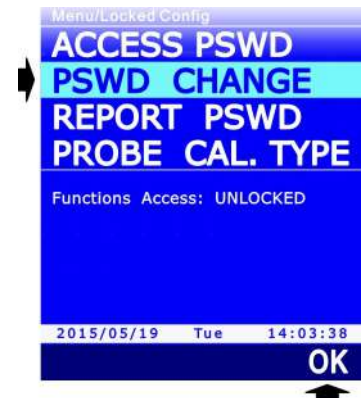 Menu/Locked Config
ACCESS PSWD
PSWD CHANGE
REPORT PSWD
PROBE CAL. TYPE
Functions Access: UNLOCKED
2015/05/19 Tue 14:03:38
OK